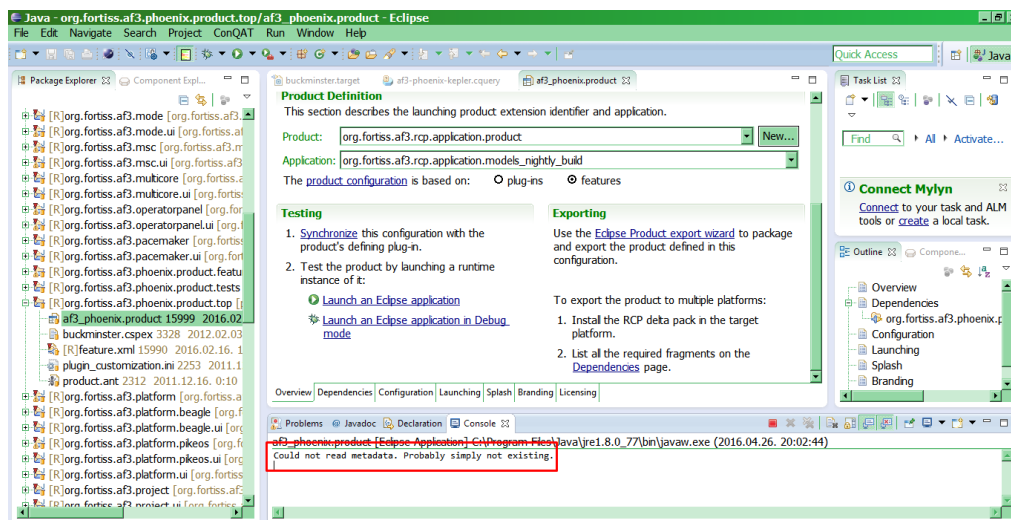 Java - org.fortiss.af3.phoenix.product.top/af3_phoenix.product - Eclipse
File Edit Navigate Search Project ConQAT Run Window Help
Quick Access
Java
Package Explorer
Component Expl...
[R]org.fortiss.af3.mode [org.fortiss.af3.
[R]org.fortiss.af3.mode.ui [org.fortiss.af
[R]org.fortiss.af3.msc [org.fortiss.af3.m
[R]org.fortiss.af3.msc.ui [org.fortiss.af3
[R]org.fortiss.af3.multicore [org.fortiss.a
[R]org.fortiss.af3.multicore.ui [org.fortis
[R]org.fortiss.af3.operatorpanel [org.for
[R]org.fortiss.af3.operatorpanel.ui [org.f
[R]org.fortiss.af3.pacemaker [org.fortiss
[R]org.fortiss.af3.pacemaker.ui [org.fort
[R]org.fortiss.af3.phoenix.product.featu
[R]org.fortiss.af3.phoenix.product.tests
[R]org.fortiss.af3.phoenix.product.top [
af3_phoenix.product 15999 2016.02
buckminster.cspex 3328 2012.02.03
[R]feature.xml 15990 2016.02.16. 1
plugin_customization.ini 2253 2011.1
product.ant 2312 2011.12.16. 0:10
[R]org.fortiss.af3.platform [org.fortiss.a
[R]org.fortiss.af3.platform.beagle [org.f
[R]org.fortiss.af3.platform.beagle.ui [org
[R]org.fortiss.af3.platform.pikeos [org.fo
[R]org.fortiss.af3.platform.pikeos.ui [org
[R]org.fortiss.af3.platform.ui [org.fortiss
[R]org.fortiss.af3.project [org.fortiss.af3
[R]org.fortiss.af3.project.ui [org.fortiss
buckminster.target
af3-phoenix-kepler.cquery
af3_phoenix.product
Product Definition
This section describes the launching product extension identifier and application.
Product: org.fortiss.af3.rcp.application.product New...
Application: org.fortiss.af3.rcp.application.models_nightly_build
The product configuration is based on: plug-ins features
Testing
1. Synchronize this configuration with the
product's defining plug-in.
2. Test the product by launching a runtime
instance of it:
Launch an Eclipse application
Launch an Eclipse application in Debug
mode
Exporting
Use the Eclipse Product export wizard to package
and export the product defined in this
configuration.
To export the product to multiple platforms:
1. Install the RCP delta pack in the target
platform.
2. List all the required fragments on the
Dependencies page.
Overview Dependencies Configuration Launching Splash Branding Licensing
Problems Javadoc Declaration Console
af3_phoenix.product [Eclipse Application] C:\Program Files\Java\jre1.8.0_77\bin\javaw.exe (2016.04.26. 20:02:44)
Could not read metadata. Probably simply not existing.
Task List
Find All Activate...
Connect Mylyn
Connect to your task and ALM
tools or create a local task.
Outline
Compone...
Overview
Dependencies
org.fortiss.af3.phoenix.p
Configuration
Launching
Splash
Branding